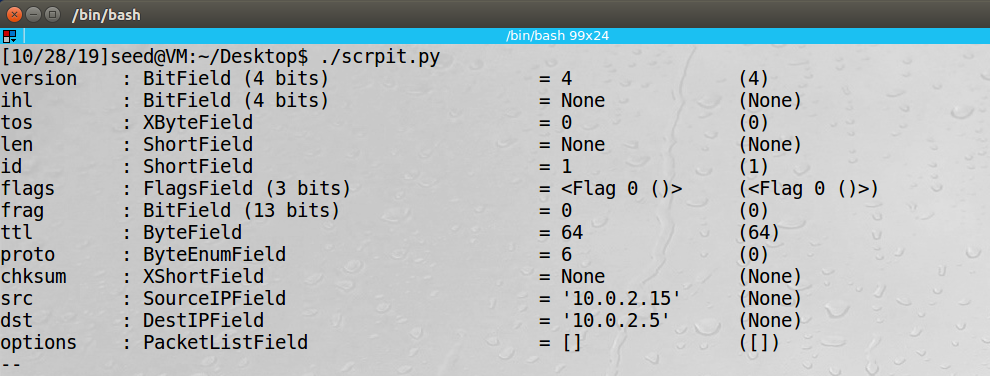 /bin/bash
/bin/bash 99x24
[10/28/19]seed@VM:~/Desktop$ ./scrpit.py
version    : BitField (4 bits)                    = 4               (4)
ihl        : BitField (4 bits)                    = None            (None)
tos        : XByteField                           = 0               (0)
len        : ShortField                           = None            (None)
id         : ShortField                           = 1               (1)
flags      : FlagsField (3 bits)                  = <Flag 0 ()>     (<Flag 0 ()>)
frag       : BitField (13 bits)                   = 0               (0)
ttl        : ByteField                            = 64              (64)
proto      : ByteEnumField                        = 6               (0)
chksum     : XShortField                          = None            (None)
src        : SourceIPField                        = '10.0.2.15'     (None)
dst        : DestIPField                          = '10.0.2.5'      (None)
options    : PacketListField                      = []              ([])
--